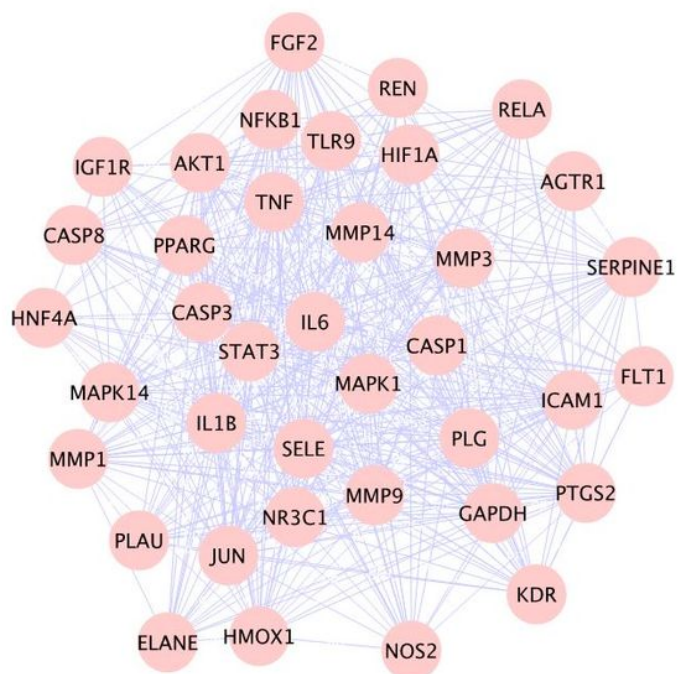 FGF2
REN
RELA
NFKB1
TLR9
HIF1A
IGF1R
AKT1
AGTR1
TNF
CASP8
PPARG
MMP14
MMP3
SERPINE1
HNF4A
CASP3
IL6
STAT3
CASP1
MAPK14
MAPK1
FLT1
ICAM1
IL1B
SELE
PLG
MMP1
MMP9
PTGS2
NR3C1
GAPDH
PLAU
JUN
KDR
ELANE
HMOX1
NOS2